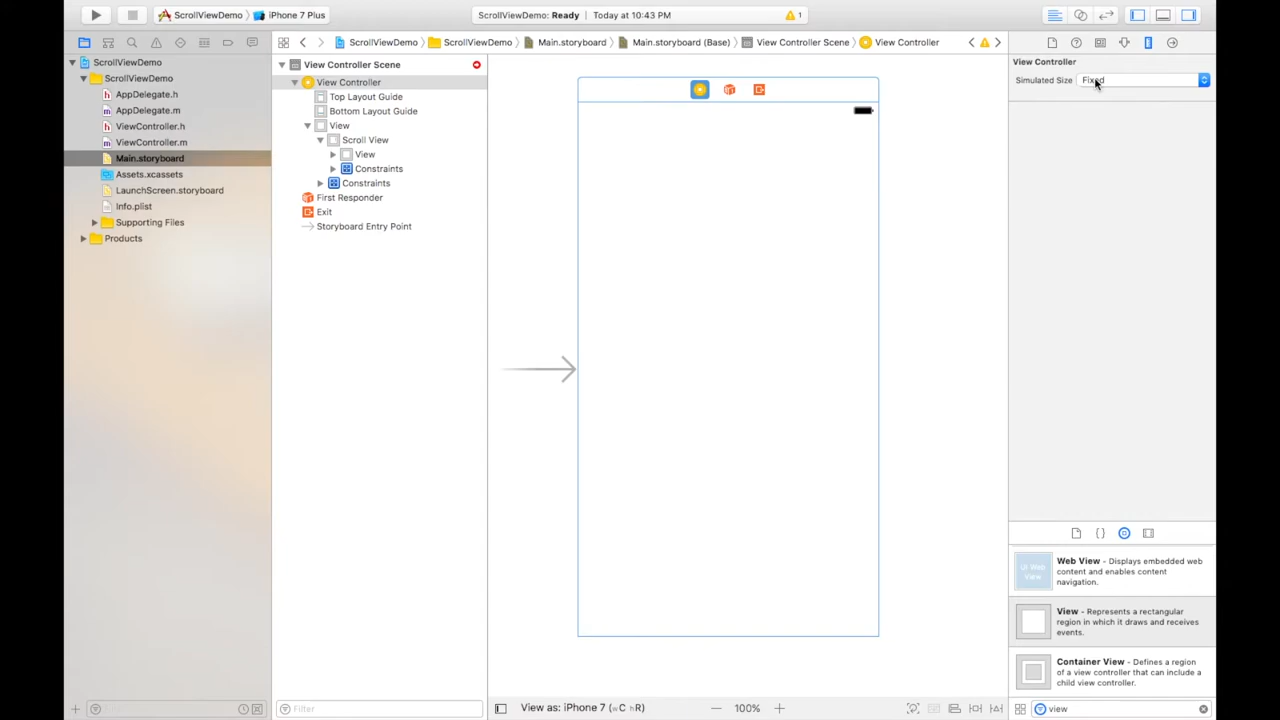 ScrollViewDemo 〉 iPhone 7 Plus
ScrollViewDemo: Ready | Today at 10:43 PM
1
ScrollViewDemo
ScrollViewDemo
AppDelegate.h
AppDelegate.m
ViewController.h
ViewController.m
Main.storyboard
Assets.xcassets
LaunchScreen.storyboard
Info.plist
Supporting Files
Products
ScrollViewDemo 〉 ScrollViewDemo 〉 Main.storyboard 〉 Main.storyboard (Base) 〉 View Controller Scene 〉 View Controller
View Controller Scene
View Controller
Top Layout Guide
Bottom Layout Guide
View
Scroll View
View
Constraints
Constraints
First Responder
Exit
Storyboard Entry Point
Filter
View as: iPhone 7 (wC hR)
100%
View Controller
Simulated Size Fixed
UI Web
View
Web View - Displays embedded web
content and enables content
navigation.
View - Represents a rectangular
region in which it draws and receives
events.
Container View - Defines a region
of a view controller that can include a
child view controller.
view